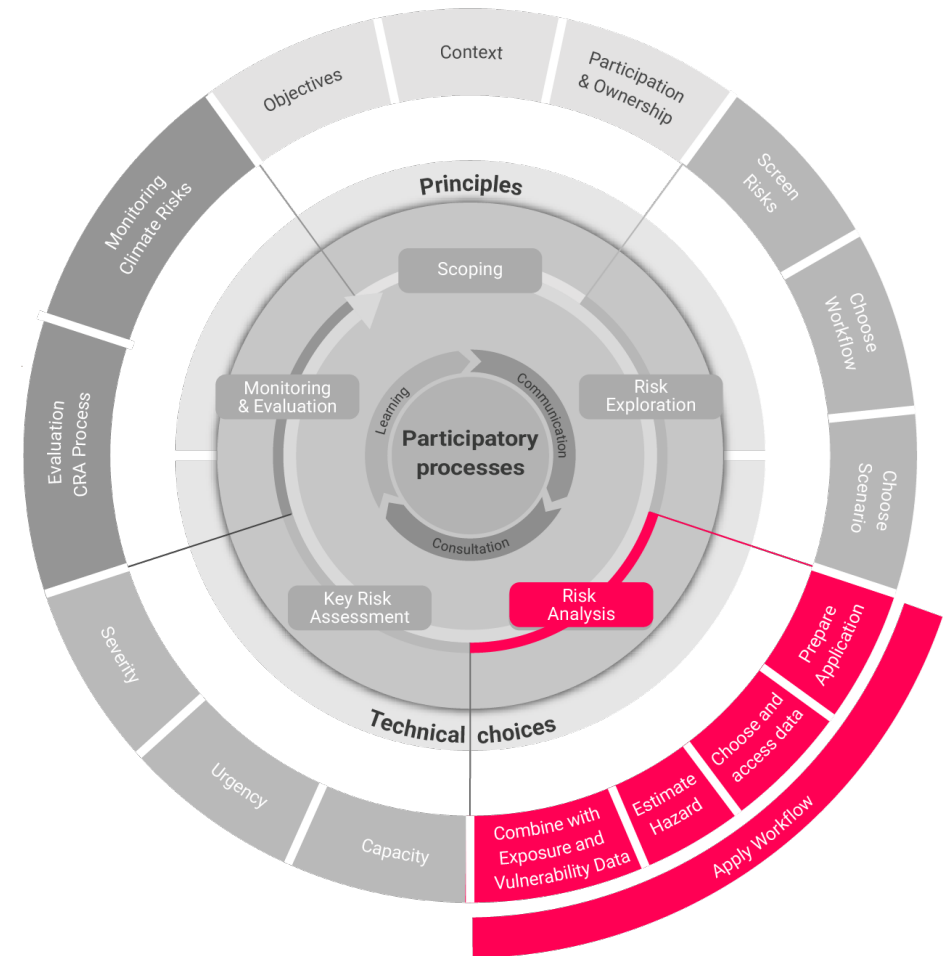 Objectives
Context
Participation
& Ownership
Screen
Risks
Choose
Workflow
Choose
Scenario
Prepare
Application
Choose and
access data
Estimate
Hazard
Combine with
Exposure and
Vulnerability Data
Apply Workflow
Capacity
Urgency
Severity
Evaluation
CRA Process
Monitoring
Climate Risks
Principles
Technical choices
Scoping
Risk
Exploration
Risk
Analysis
Key Risk
Assessment
Monitoring
& Evaluation
Communication
Consultation
Learning
Participatory
processes